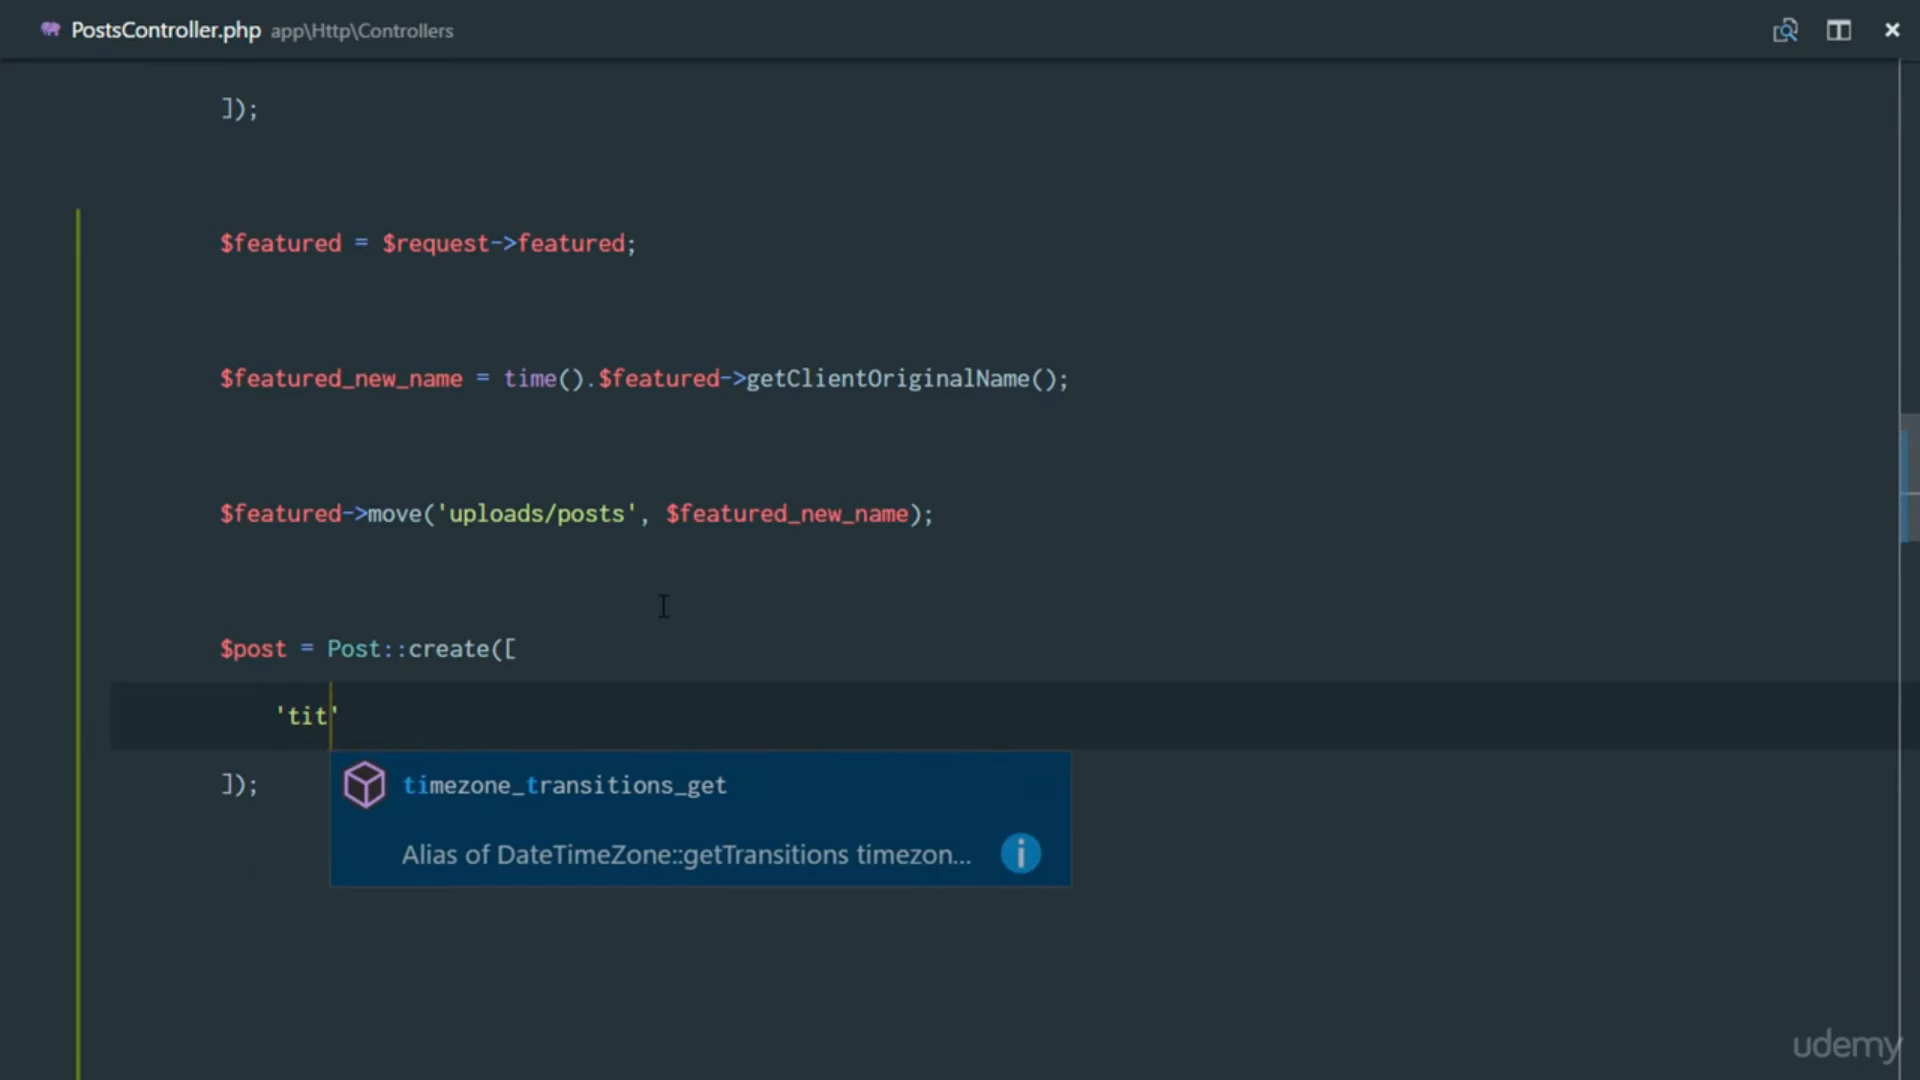 PostsController.php app\Http\Controllers
]);
$featured = $request->featured;
$featured_new_name = time().$featured->getClientOriginalName();
$featured->move('uploads/posts', $featured_new_name);
$post = Post::create([
'tit'
timezone_transitions_get
]);
Alias of DateTimeZone::getTransitions timezon...
udemy